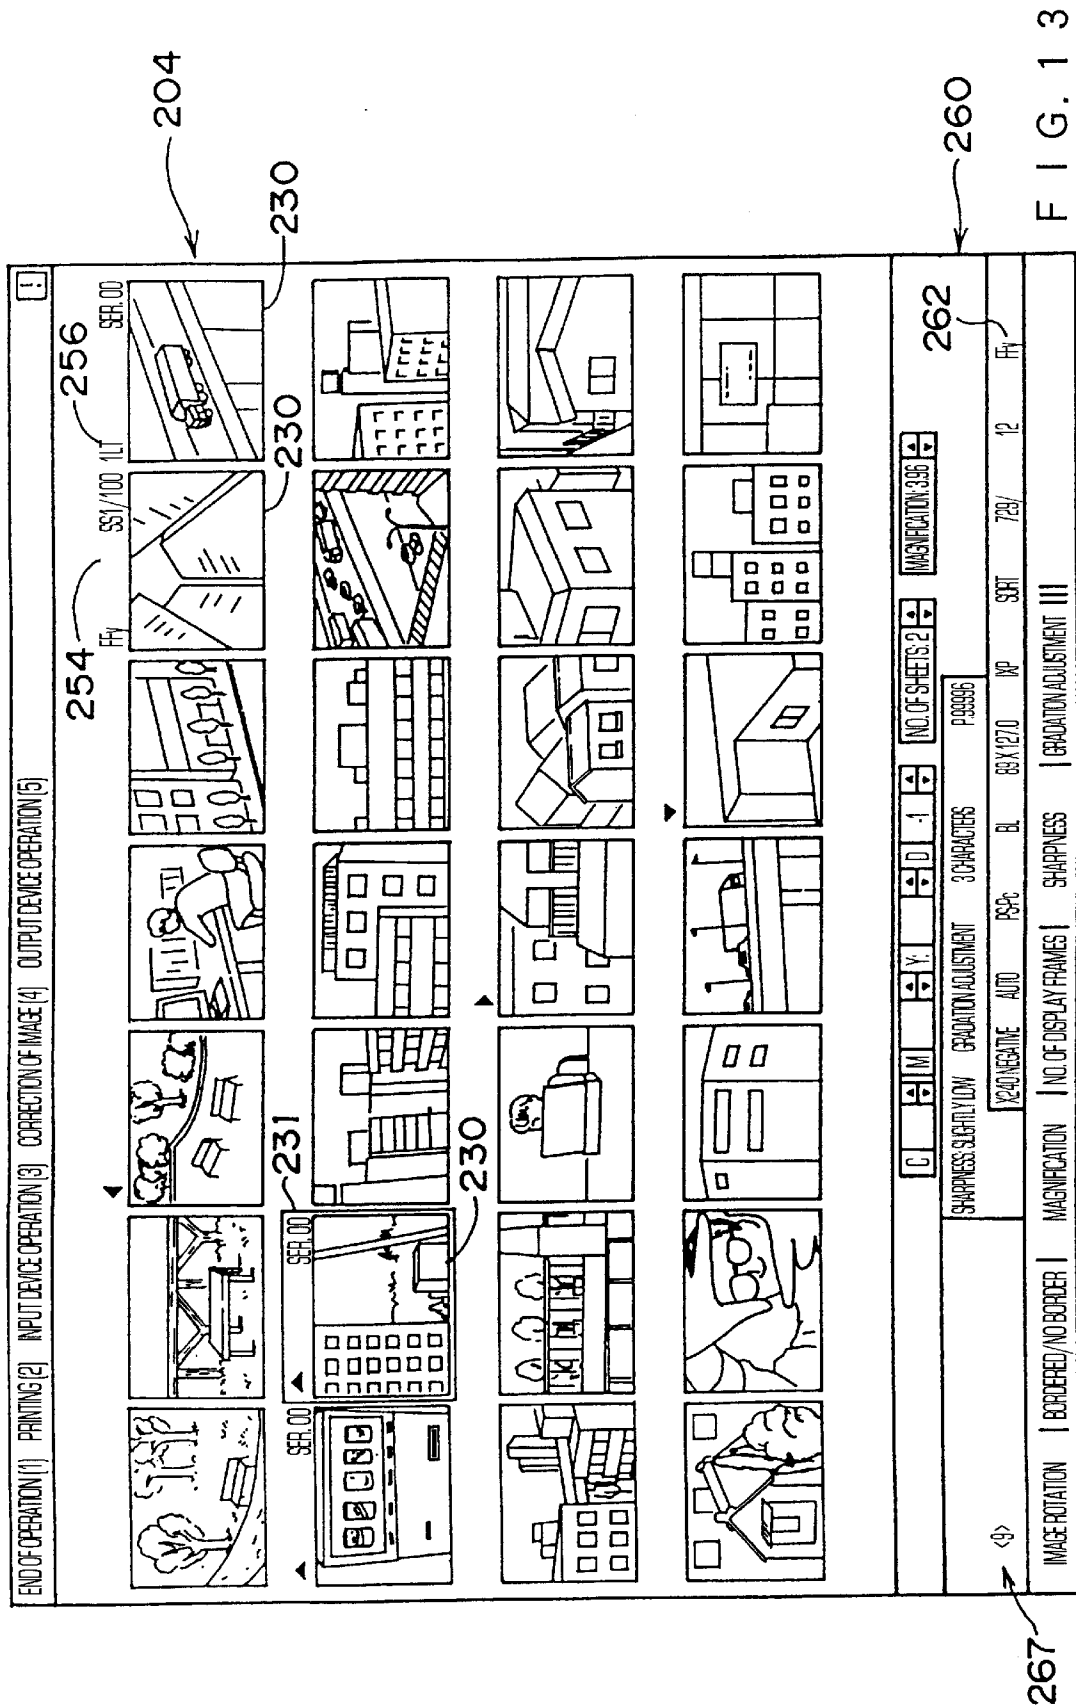 END OF OPERATION (1) PRINTING (2) INPUT DEVICE OPERATION (3) CORRECTION OF IMAGE (4) OUTPUT DEVICE OPERATION (5) !
254
256
204
FFv SS1/100 1LT SER. 00
230
230
SER. 00 SER. 00
231
230
C M Y: D -1 NO. OF SHEETS: 2 MAGNIFICATION: 3.96
260
262
SHARPNESS: SLIGHTLY LOW GRADATION ADJUSTMENT 3 CHARACTERS P.99996
<9> X240 NEGATIVE AUTO PSPc BL 89 X 127.0 IXP SORT 729/ 12 FFv
267
IMAGE ROTATION | BORDERED/NO BORDER | MAGNIFICATION | NO. OF DISPLAY FRAMES | SHARPNESS | GRADATION ADJUSTMENT |||
FIG. 13